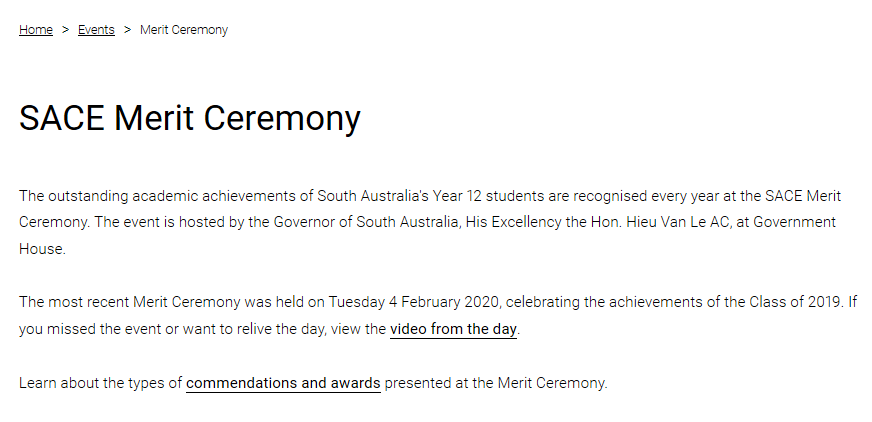 Home > Events > Merit Ceremony
SACE Merit Ceremony
The outstanding academic achievements of South Australia's Year 12 students are recognised every year at the SACE Merit
Ceremony. The event is hosted by the Governor of South Australia, His Excellency the Hon. Hieu Van Le AC, at Government
House.
The most recent Merit Ceremony was held on Tuesday 4 February 2020, celebrating the achievements of the Class of 2019. If
you missed the event or want to relive the day, view the video from the day.
Learn about the types of commendations and awards presented at the Merit Ceremony.